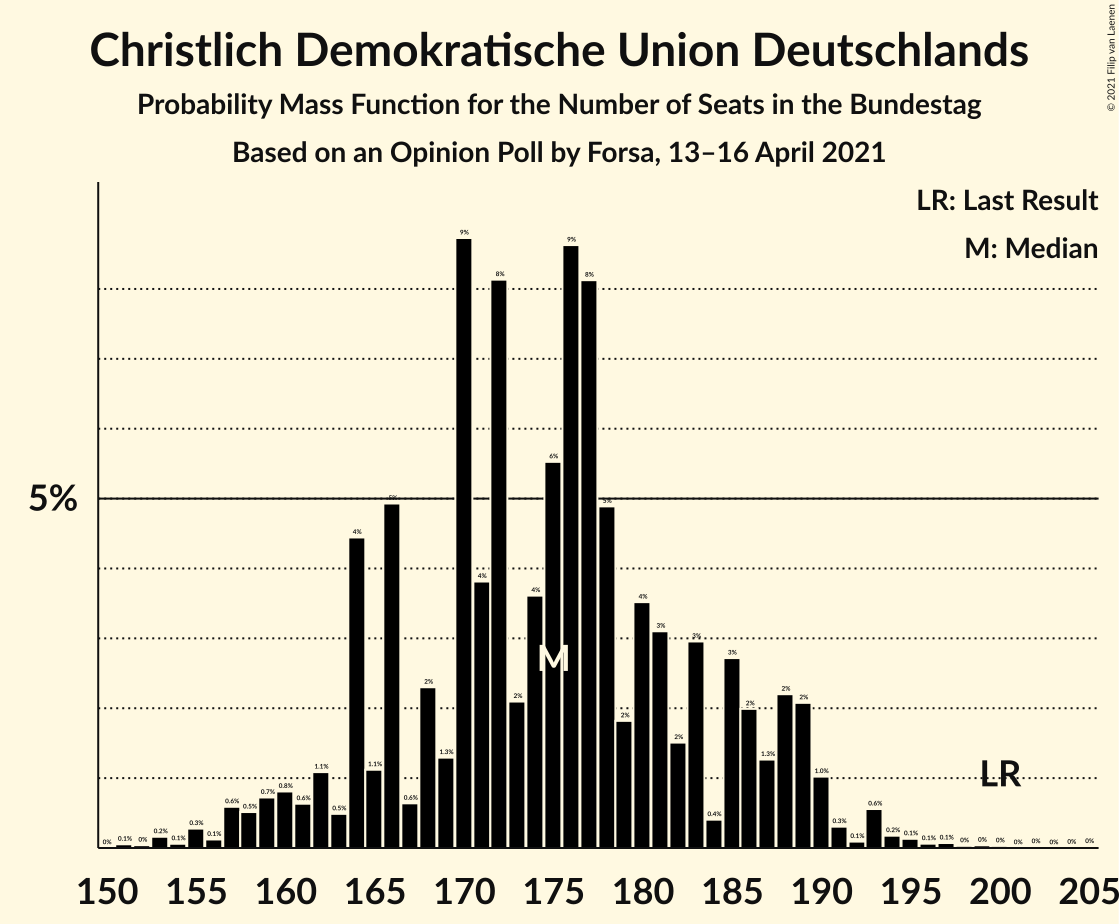 Christlich Demokratische Union Deutschlands
Probability Mass Function for the Number of Seats in the Bundestag
Based on an Opinion Poll by Forsa, 13–16 April 2021
© 2021 Filip van Laenen
LR: Last Result
M: Median
5%
0% 0.1% 0% 0.2% 0.1% 0.3% 0.1% 0.6% 0.5% 0.7% 0.8% 0.6% 1.1% 0.5% 4% 1.1% 5% 0.6% 2% 1.3% 9% 4% 8% 2% 4% 6% 9% 8% 5% 2% 4% 3% 2% 3% 0.4% 3% 2% 1.3% 2% 2% 1.0% 0.3% 0.1% 0.6% 0.2% 0.1% 0.1% 0.1% 0% 0% 0% 0% 0% 0% 0% 0%
M
LR
150 155 160 165 170 175 180 185 190 195 200 205